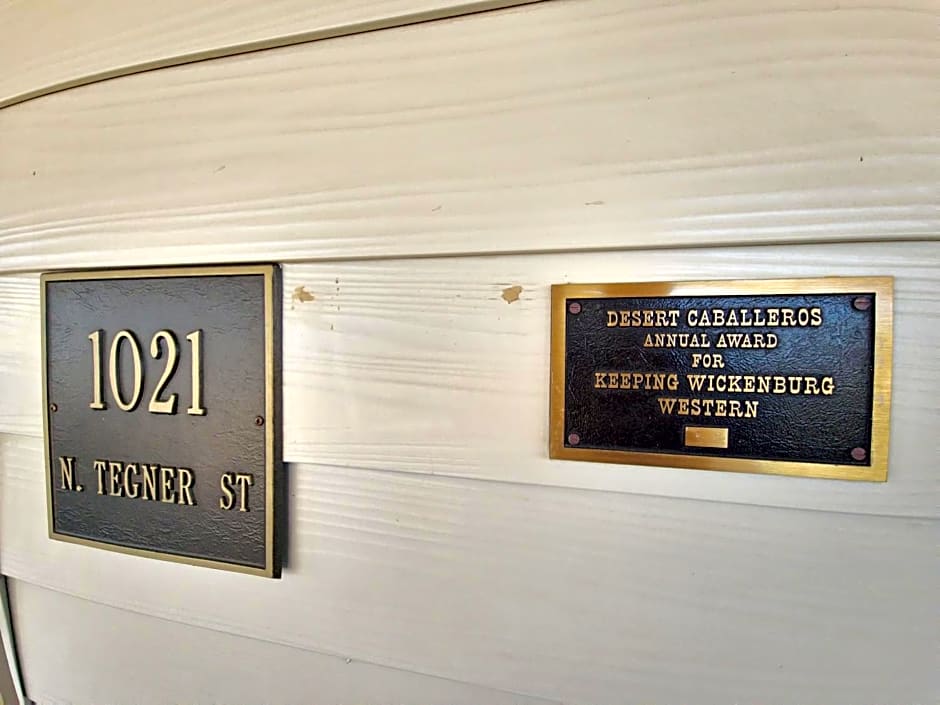 1021
N. TEGNER ST
DESERT CABALLEROS
ANNUAL AWARD
FOR
KEEPING WICKENBURG
WESTERN